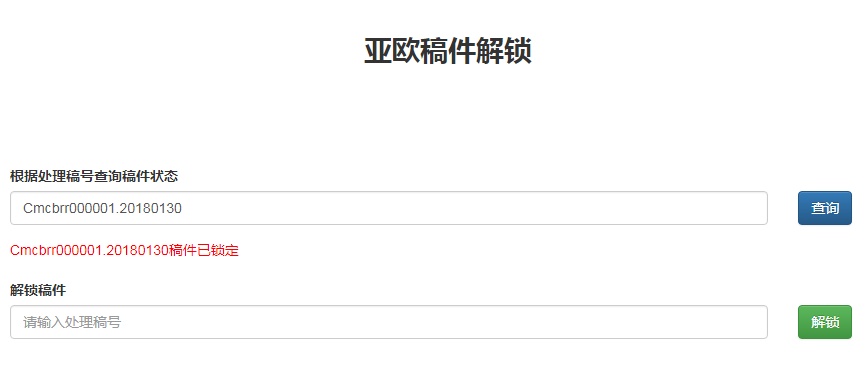 亚欧稿件解锁
根据处理稿号查询稿件状态
Cmcbrr000001.20180130
查询
Cmcbrr000001.20180130稿件已锁定
解锁稿件
请输入处理稿号
解锁